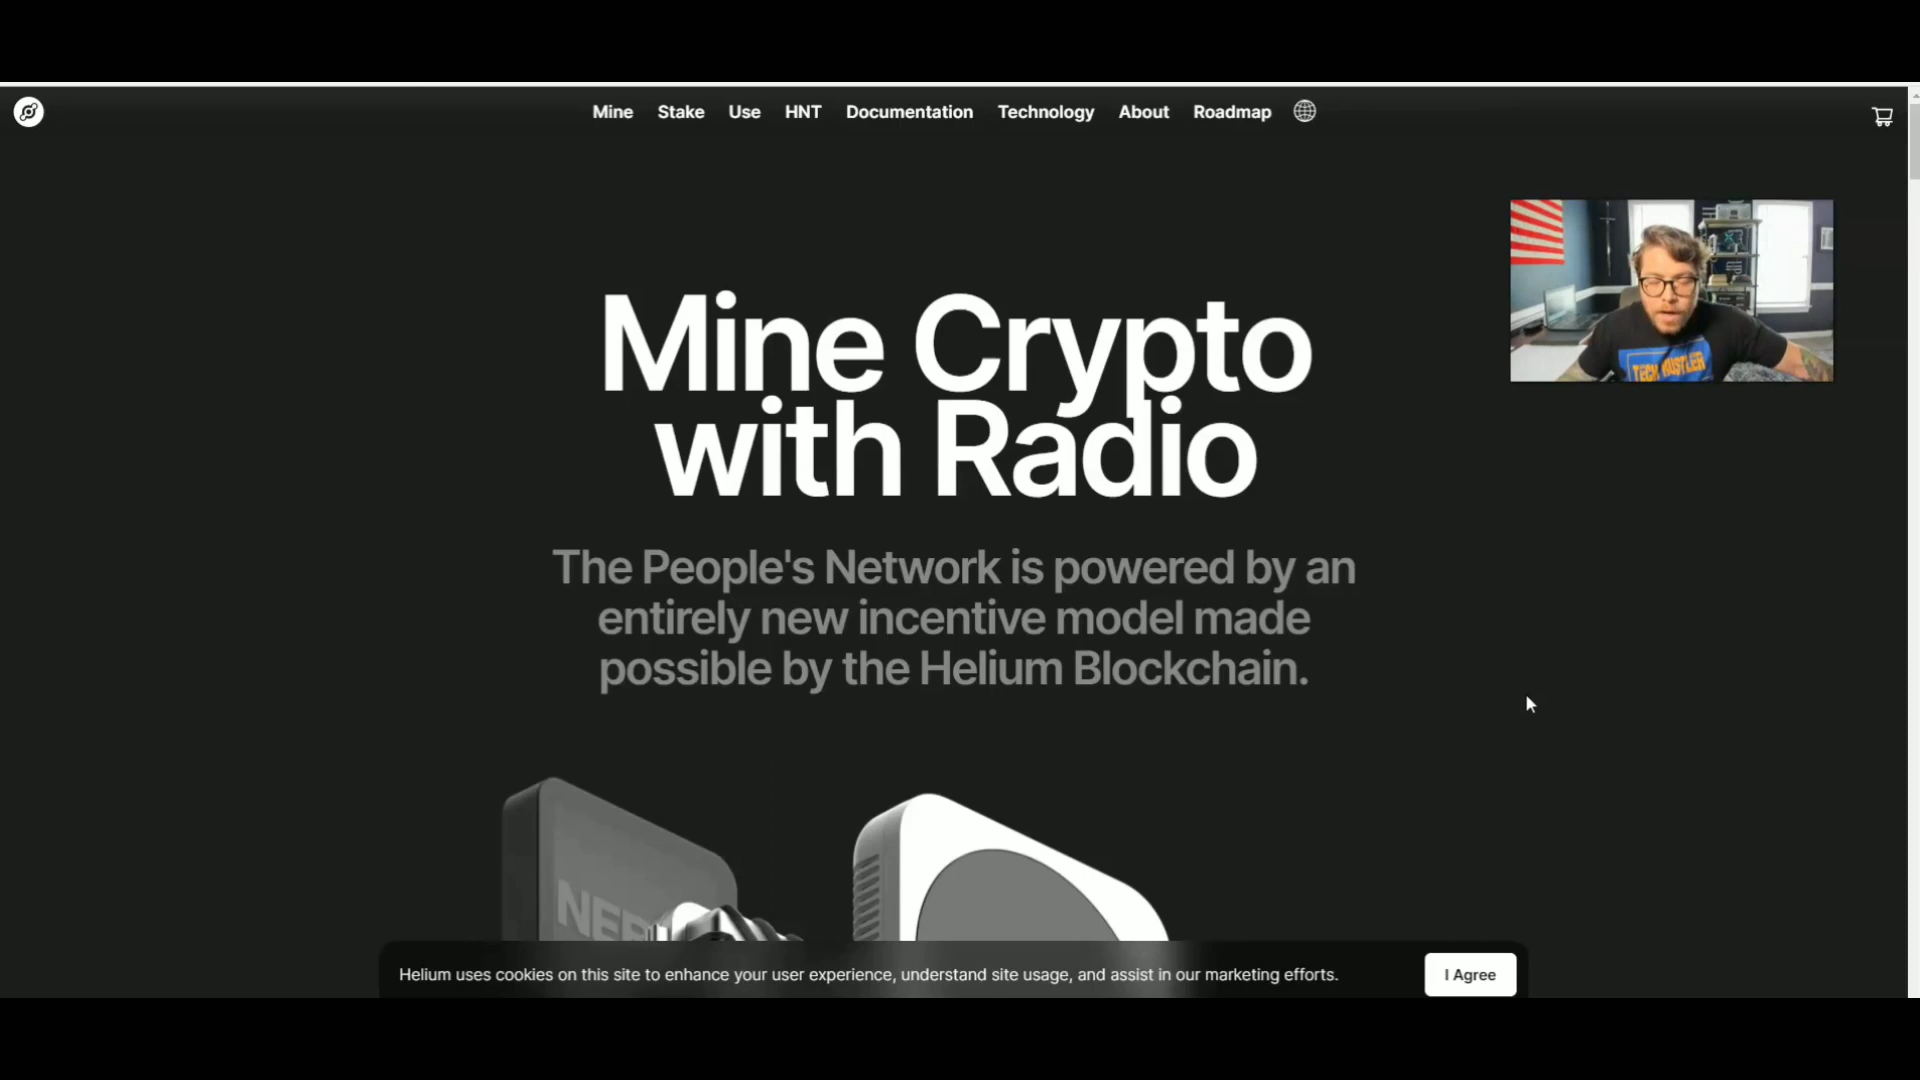 Mine Stake Use HNT Documentation Technology About Roadmap
Mine Crypto
with Radio
The People's Network is powered by an
entirely new incentive model made
possible by the Helium Blockchain.
TECH HUSTLER
Helium uses cookies on this site to enhance your user experience, understand site usage, and assist in our marketing efforts.
I Agree